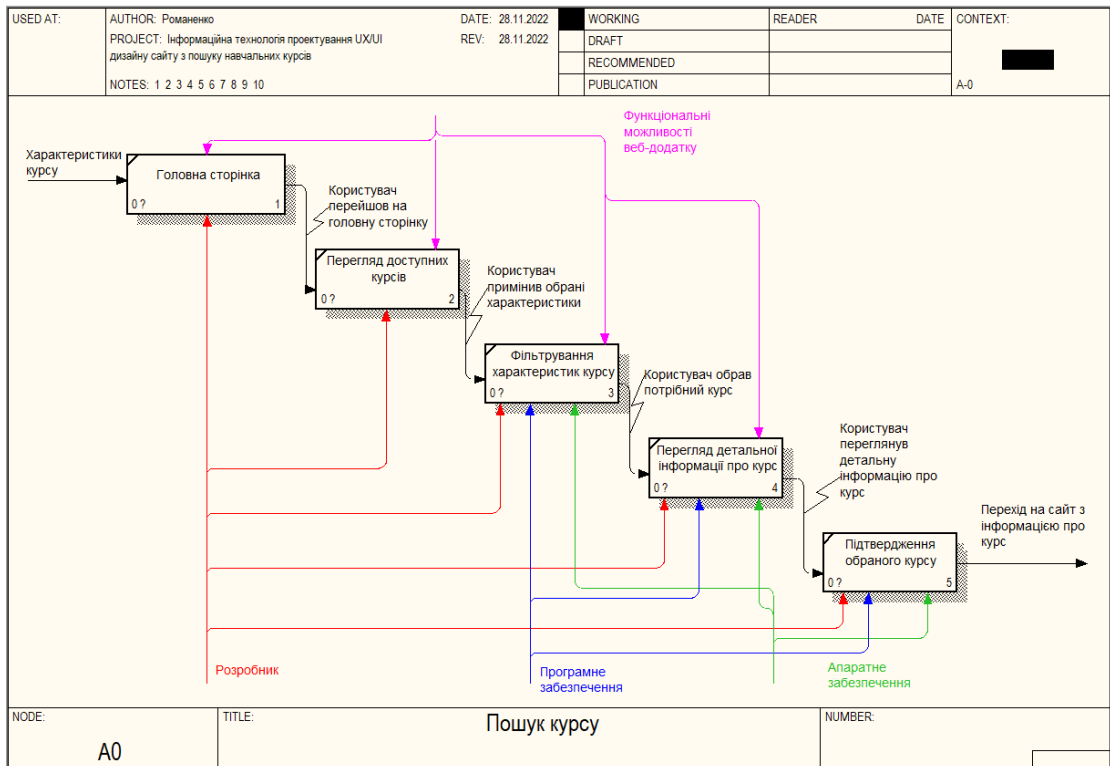 USED AT:
AUTHOR: Романенко
DATE: 28.11.2022
PROJECT: Інформаційна технологія проектування UX/UI
дизайну сайту з пошуку навчальних курсів
REV: 28.11.2022
NOTES: 1 2 3 4 5 6 7 8 9 10
WORKING
DRAFT
RECOMMENDED
PUBLICATION
READER
DATE
CONTEXT:
A-0
Функціональні
можливості
веб-додатку
Характеристики
курсу
Головна сторінка
0 ?
1
Користувач
перейшов на
головну сторінку
Перегляд доступних
курсів
0 ?
2
Користувач
примінив обрані
характеристики
Фільтрування
характеристик курсу
0 ?
3
Користувач обрав
потрібний курс
Перегляд детальної
інформації про курс
0 ?
4
Користувач
переглянув
детальну
інформацію про
курс
Підтвердження
обраного курсу
0 ?
5
Перехід на сайт з
інформацією про
курс
Розробник
Програмне
забезпечення
Апаратне
забезпечення
NODE:
A0
TITLE:
Пошук курсу
NUMBER: